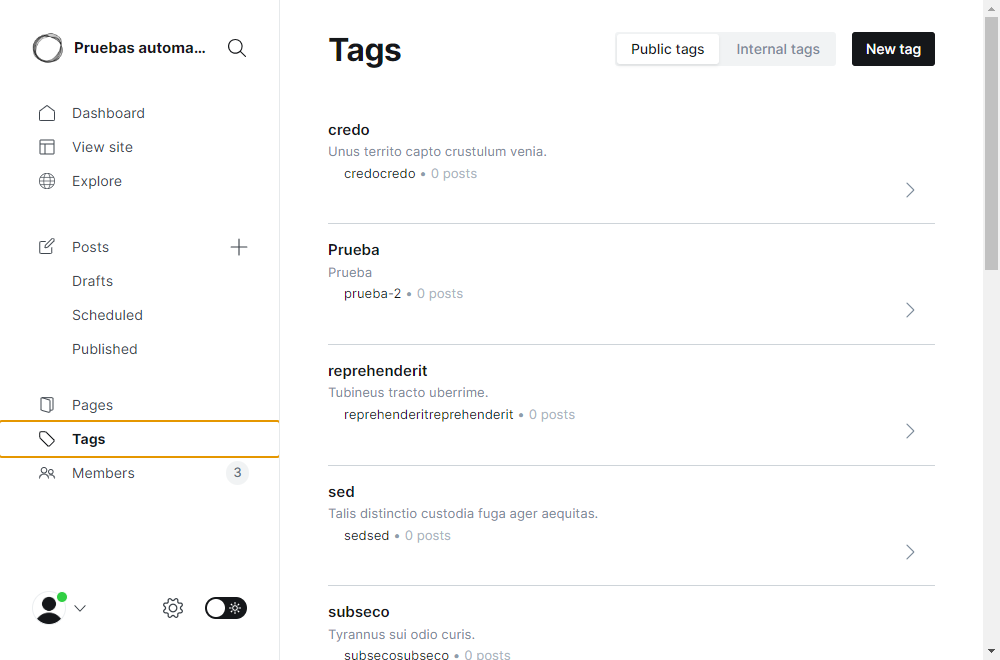 Pruebas automa...
Dashboard
View site
Explore
Posts
Drafts
Scheduled
Published
Pages
Tags
Members
3
Tags
Public tags
Internal tags
New tag
credo
Unus territo capto crustulum venia.
credocredo • 0 posts
Prueba
Prueba
prueba-2 • 0 posts
reprehenderit
Tubineus tracto uberrime.
reprehenderitreprehenderit • 0 posts
sed
Talis distinctio custodia fuga ager aequitas.
sedsed • 0 posts
subseco
Tyrannus sui odio curis.
subsecosubseco • 0 posts